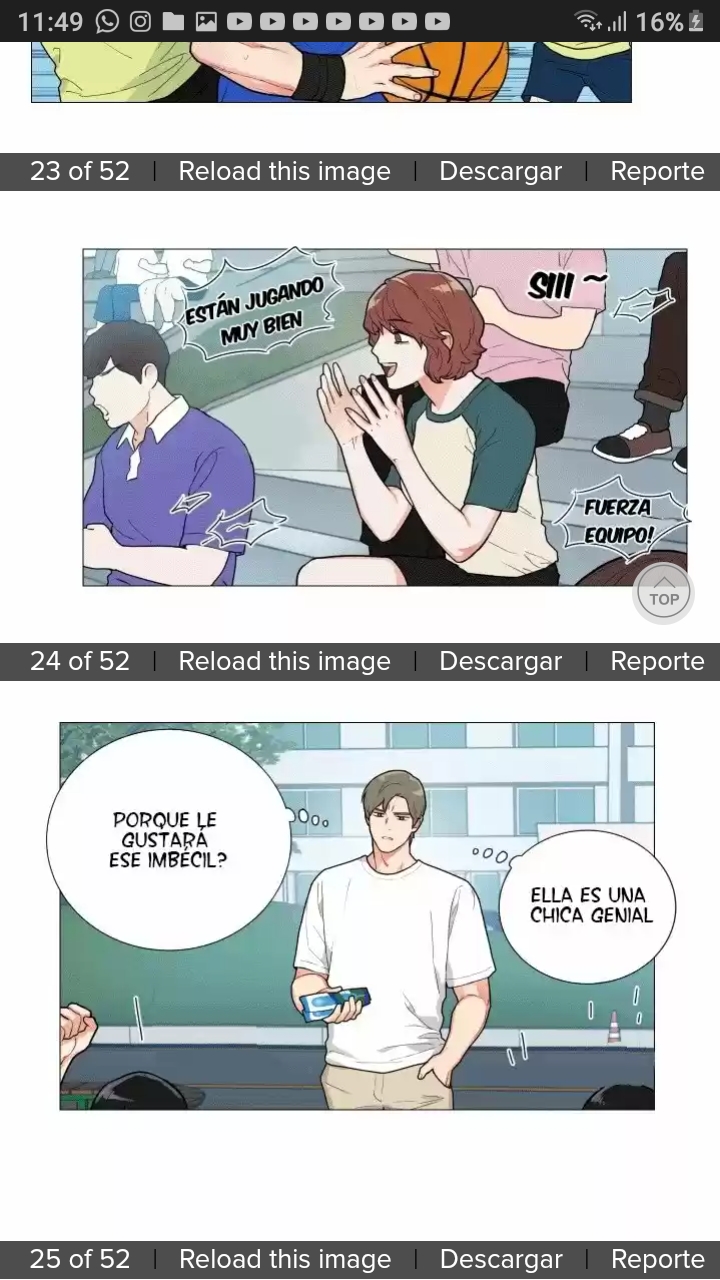 11:49
16%
23 of 52 | Reload this image | Descargar | Reporte
ESTÁN JUGANDO
MUY BIEN
SIII ~
FUERZA
EQUIPO!
TOP
24 of 52 | Reload this image | Descargar | Reporte
PORQUE LE
GUSTARÁ
ESE IMBÉCIL?
ELLA ES UNA
CHICA GENIAL
25 of 52 | Reload this image | Descargar | Reporte